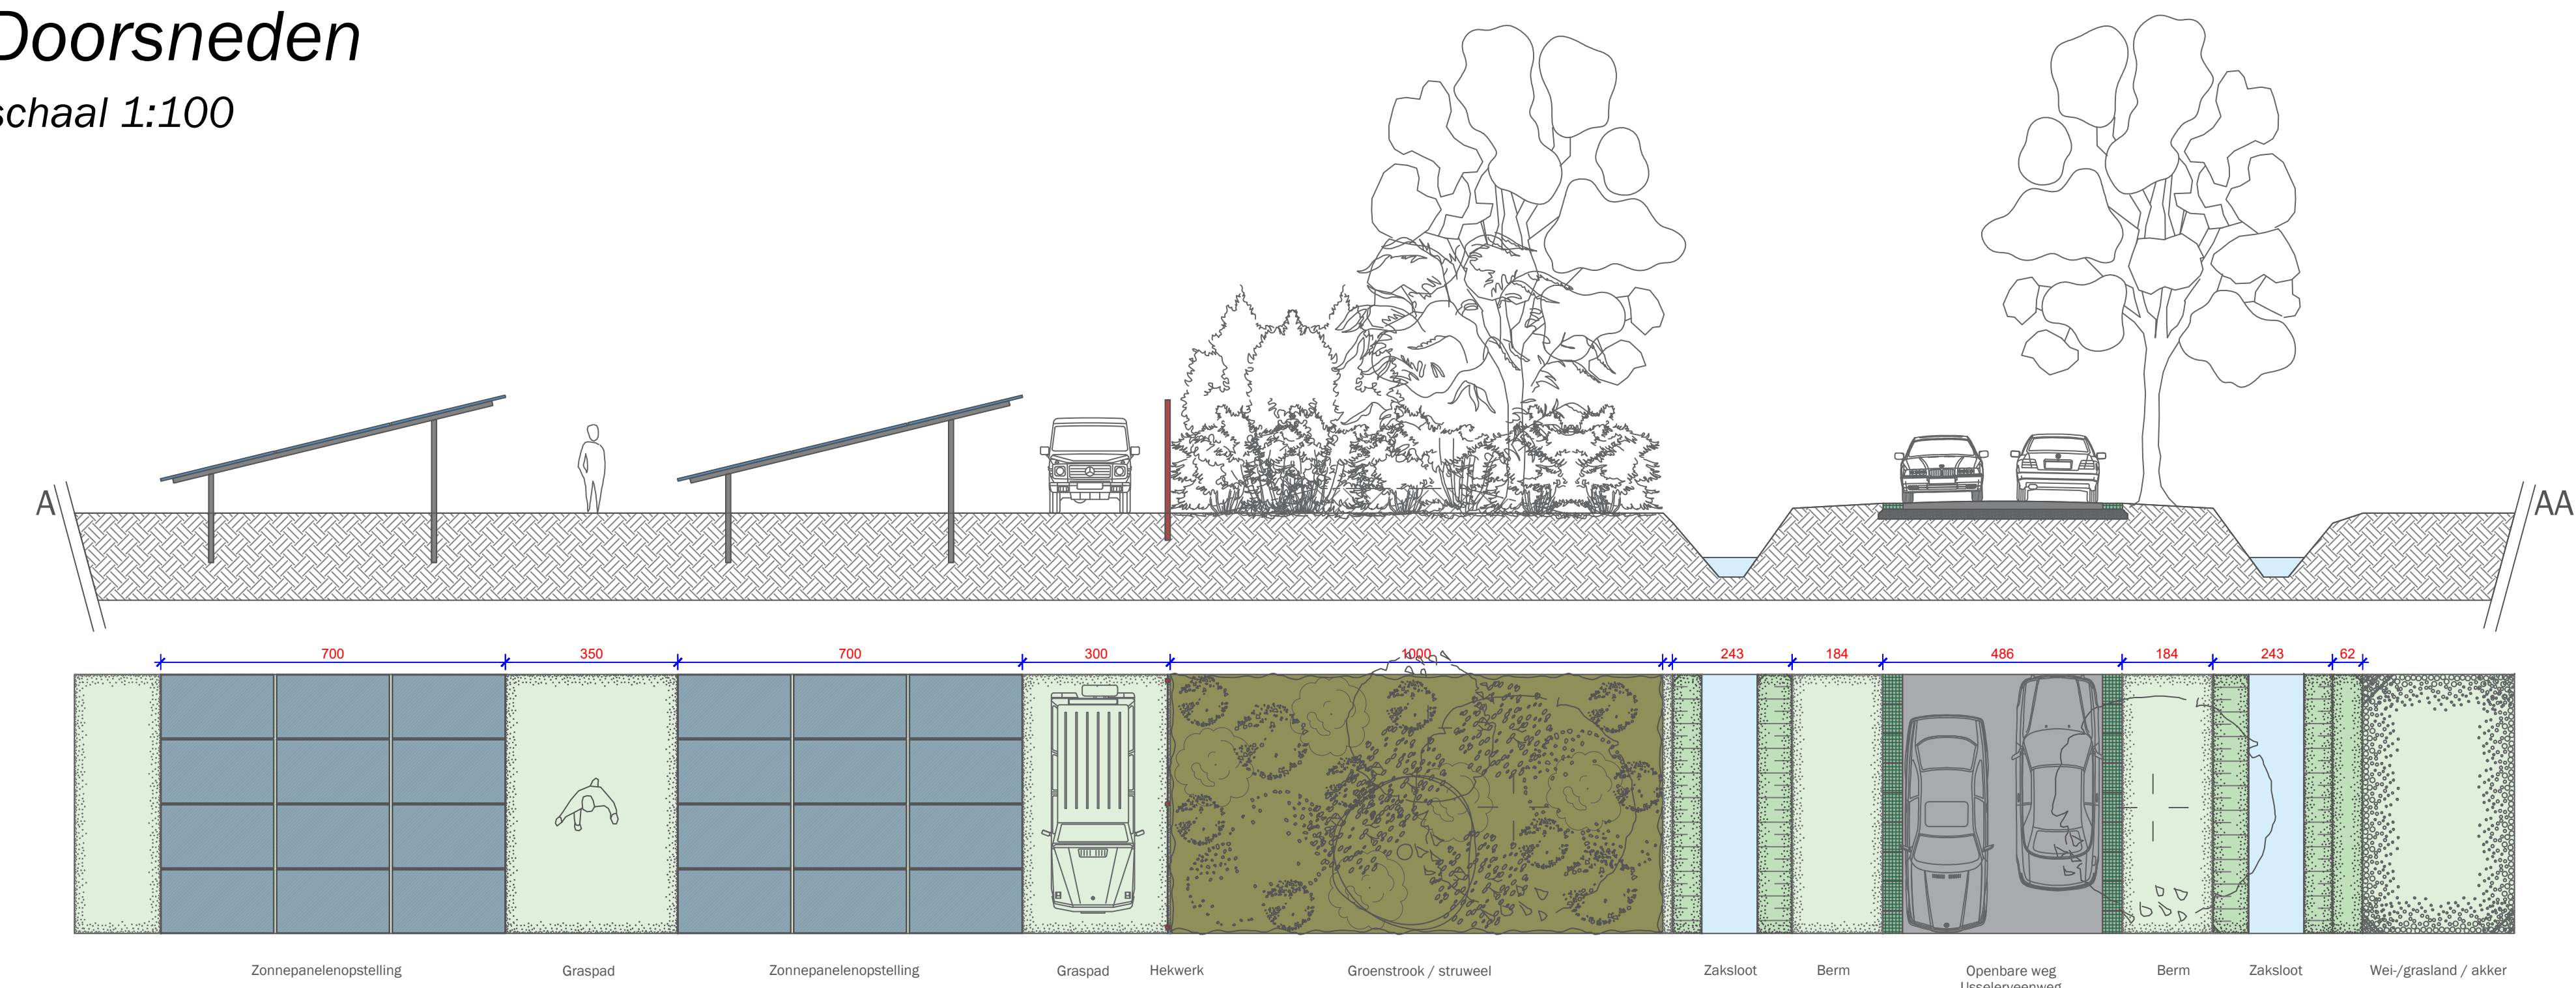 Doorsneden
schaal 1:100
A
AA
700 350 700 300 1000 243 184 486 184 243 62
Zonnepanelenopstelling Graspad Zonnepanelenopstelling Graspad Hekwerk Groenstrook / struweel Zaksloot Berm Openbare weg Berm Zaksloot Wei-/grasland / akker
Usselerveenweg